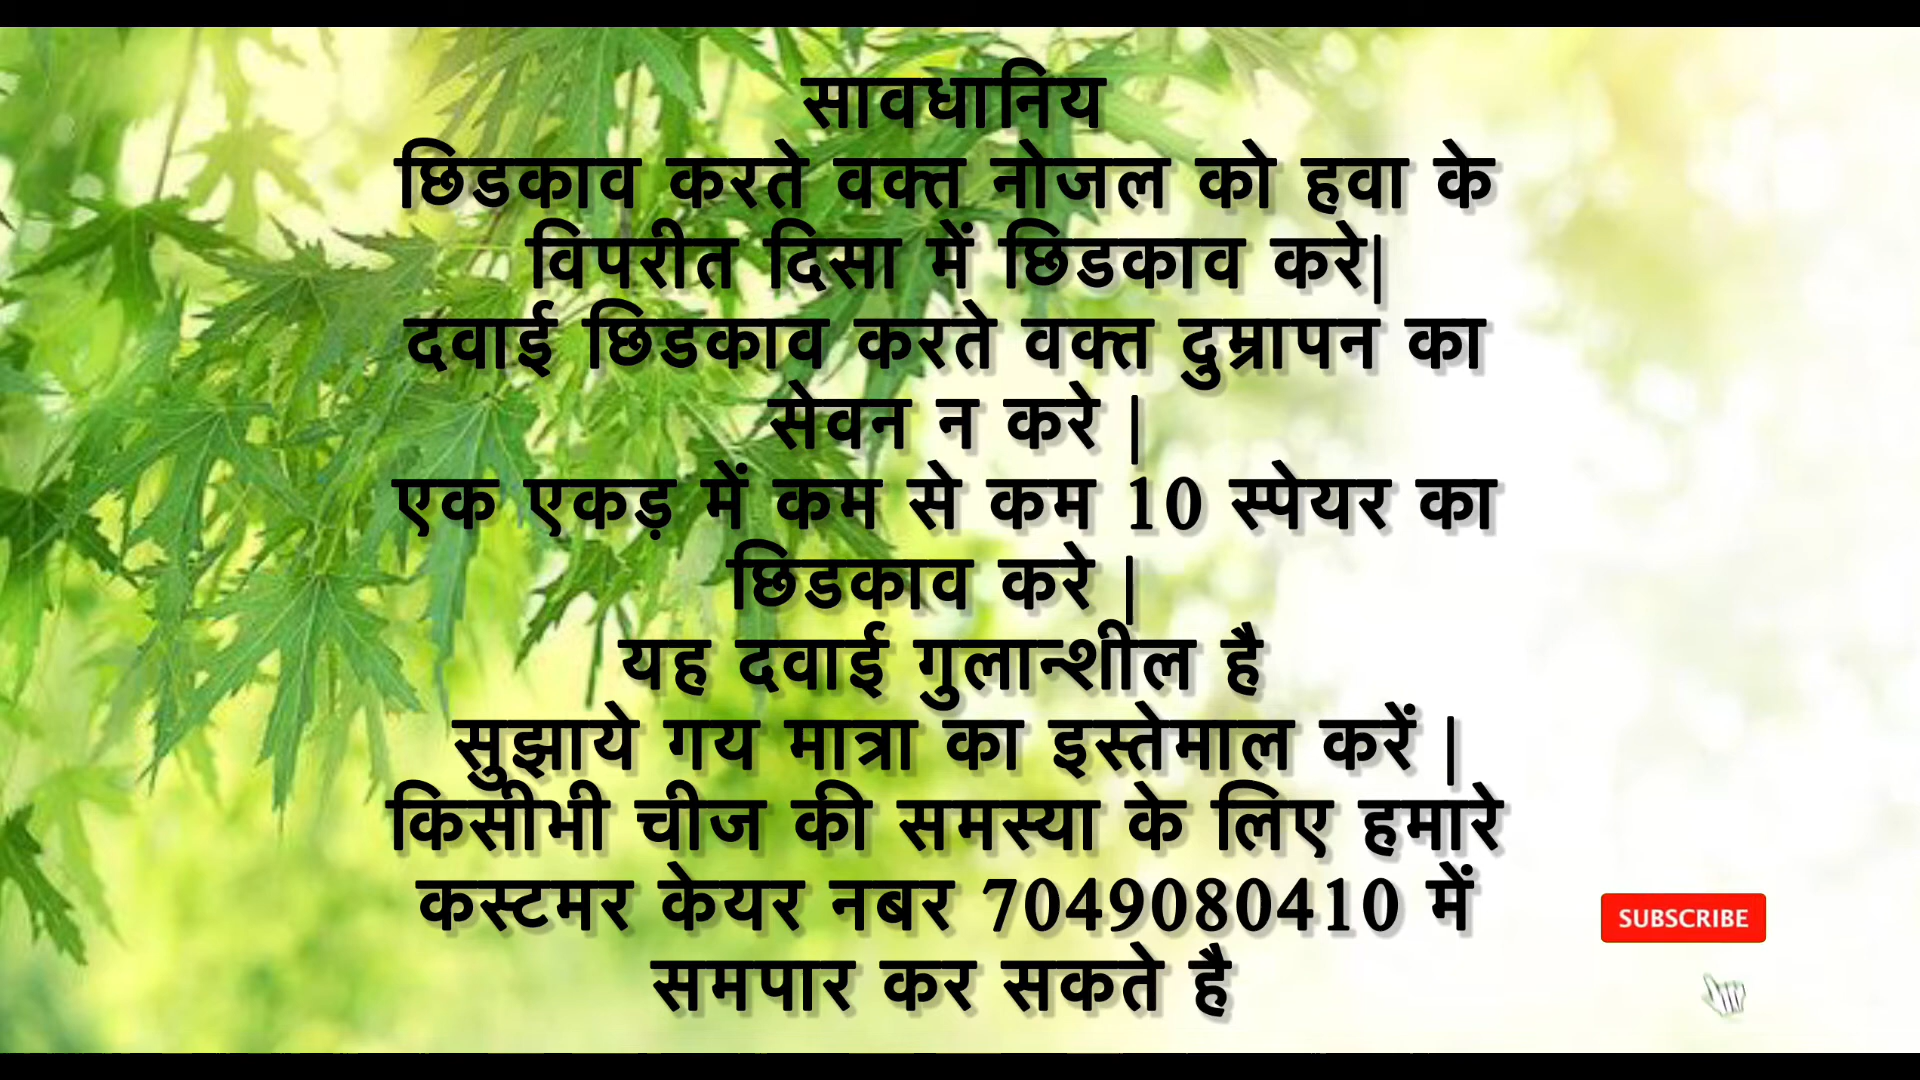 सावधानिय
छिडकाव करते वक्त नोजल को हवा के
विपरीत दिसा में छिडकाव करे|
दवाई छिडकाव करते वक्त दुम्रापन का
सेवन न करे |
एक एकड़ में कम से कम 10 स्पेयर का
छिडकाव करे |
यह दवाई गुलान्शील है
सुझाये गय मात्रा का इस्तेमाल करें |
किसीभी चीज की समस्या के लिए हमारे
कस्टमर केयर नबर 7049080410 में
समपार कर सकते है
SUBSCRIBE